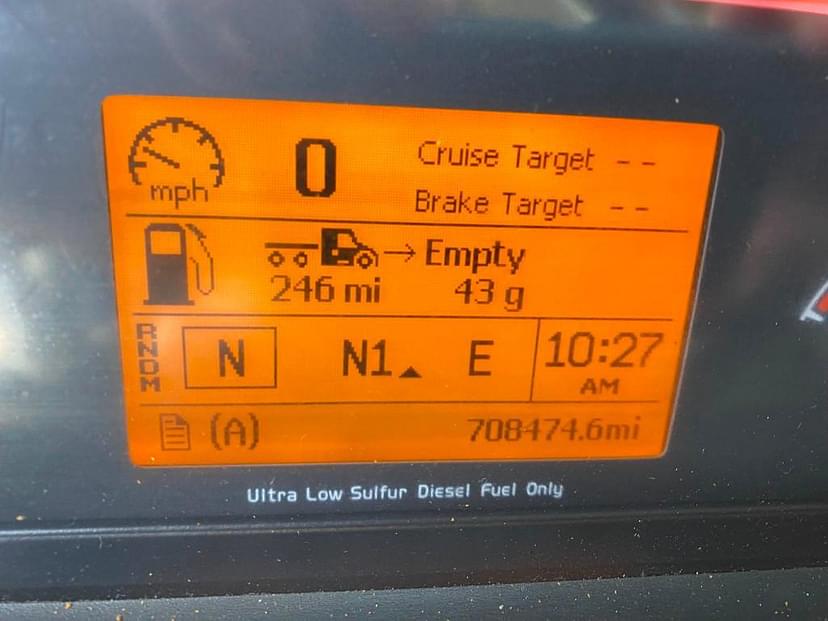 mph 0 Cruise Target --
Brake Target --
→ Empty
246 mi 43 g
RNDM N N1▲ E 10:27
AM
(A) 708474.6mi
Ultra Low Sulfur Diesel Fuel Only